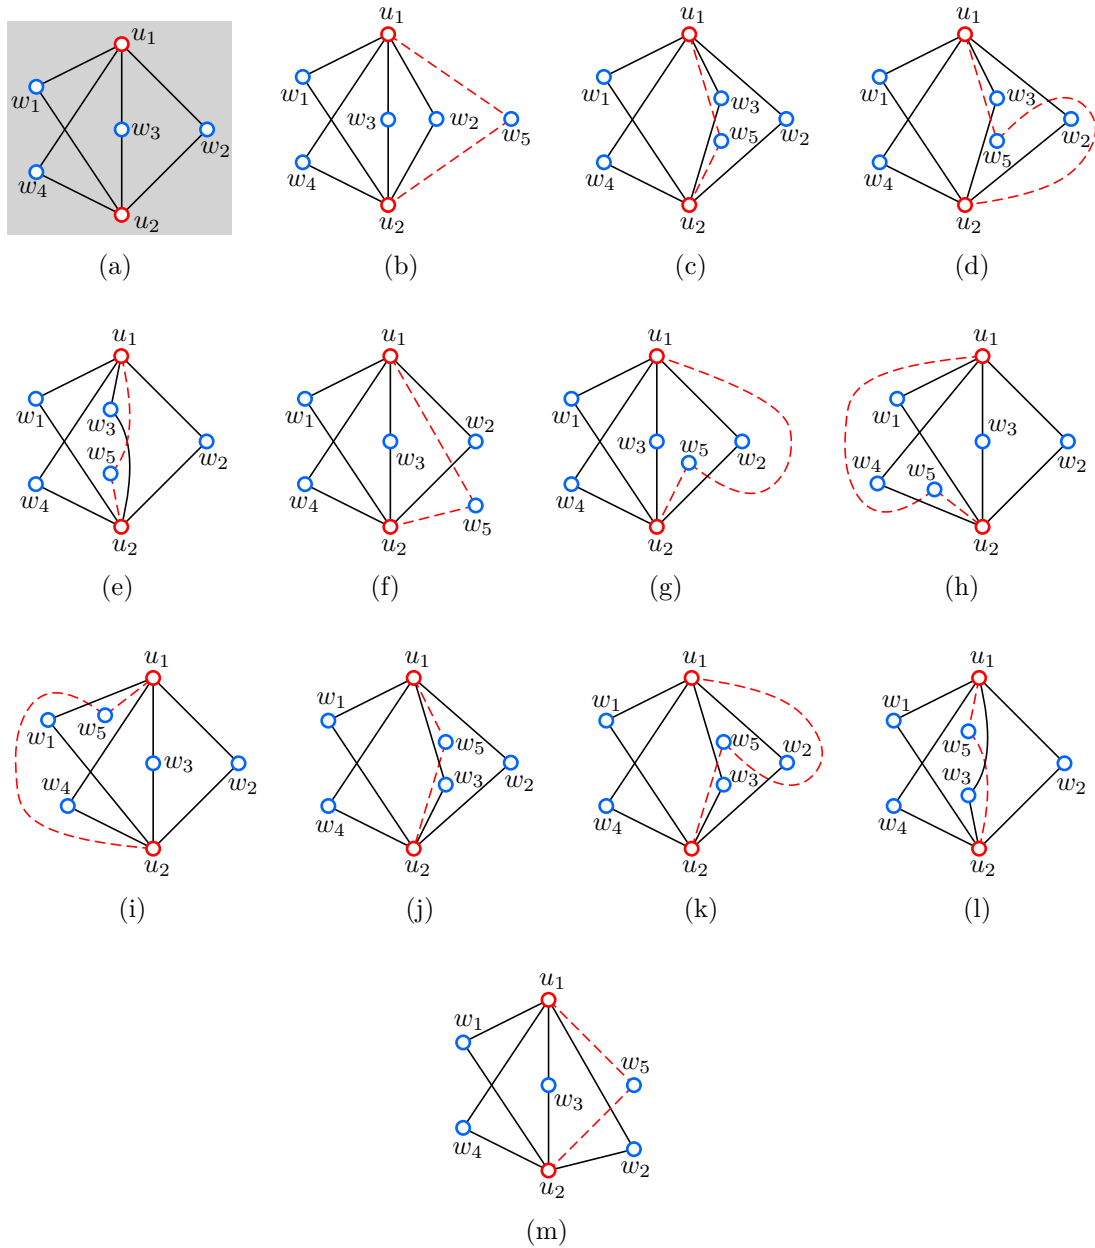 u₁
w₁
w₃
w₂
w₄
u₂
(a)
u₁
w₁
w₃
w₂
w₅
w₄
u₂
(b)
u₁
w₁
w₃
w₅
w₂
w₄
u₂
(c)
u₁
w₁
w₃
w₂
w₅
w₄
u₂
(d)
u₁
w₁
w₃
w₂
w₅
w₄
u₂
(e)
u₁
w₁
w₂
w₃
w₄
w₅
u₂
(f)
u₁
w₁
w₃
w₅
w₂
w₄
u₂
(g)
u₁
w₁
w₃
w₂
w₄
w₅
u₂
(h)
u₁
w₅
w₁
w₃
w₂
w₄
u₂
(i)
u₁
w₁
w₅
w₃
w₂
w₄
u₂
(j)
u₁
w₁
w₅
w₂
w₃
w₄
u₂
(k)
u₁
w₁
w₅
w₃
w₂
w₄
u₂
(l)
u₁
w₁
w₅
w₃
w₄
w₂
u₂
(m)